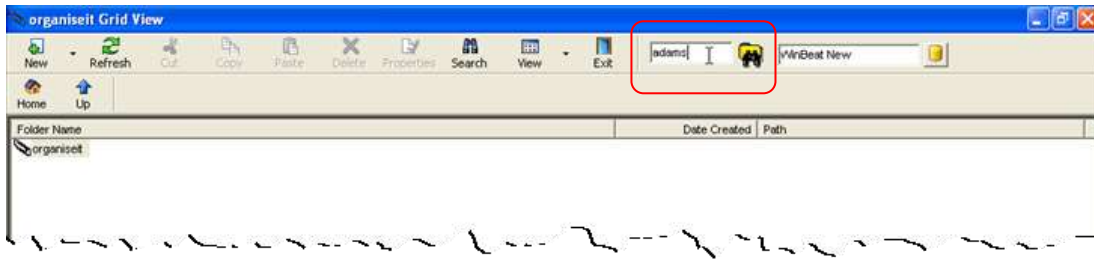 organiseit Grid View
New Refresh Cut Copy Paste Delete Properties Search View Exit
adams
WinBeat New
Home Up
Folder Name Date Created Path
organiseit